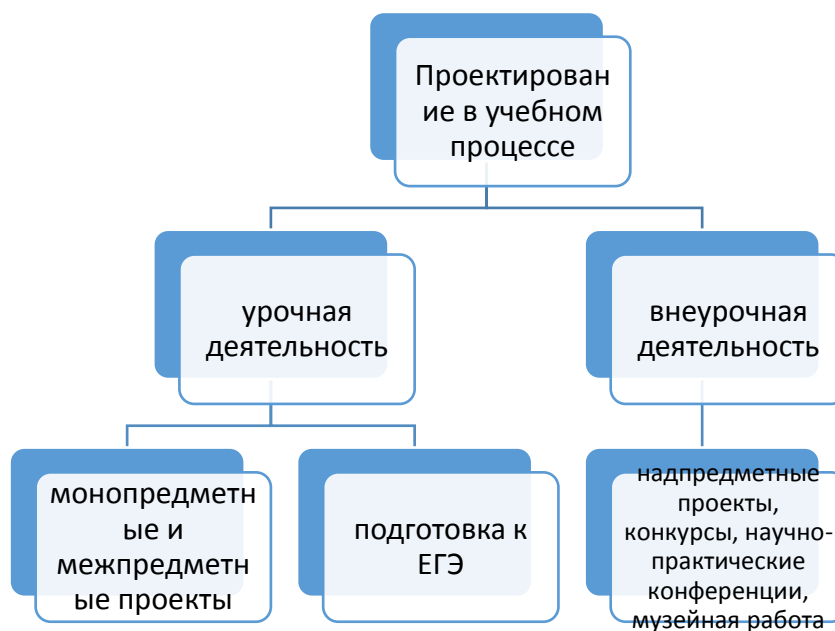 Проектирован
ие в учебном
процессе
урочная
деятельность
внеурочная
деятельность
монопредметн
ые и
межпредметн
ые проекты
подготовка к
ЕГЭ
надпредметные
проекты,
конкурсы, научно-
практические
конференции,
музейная работа